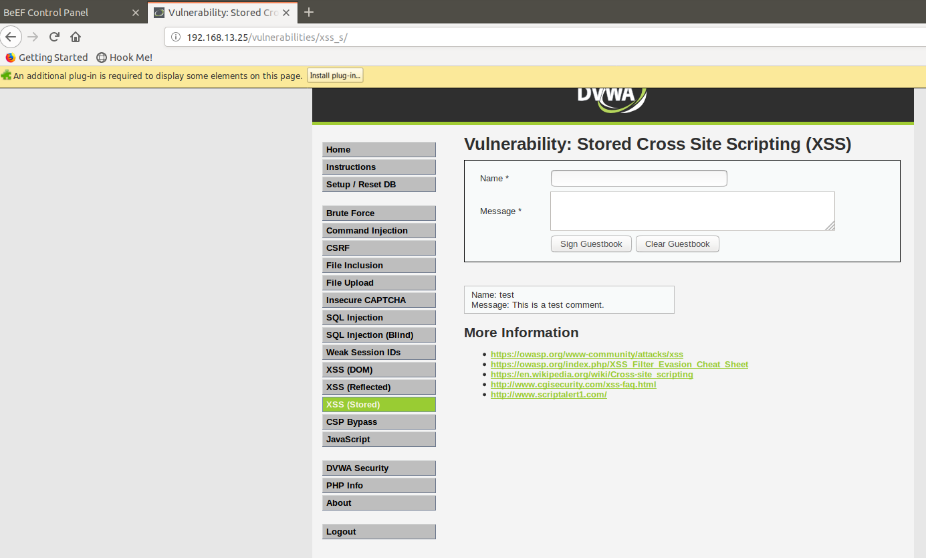 BeEF Control Panel
Vulnerability: Stored Cro
192.168.13.25/vulnerabilities/xss_s/
Getting Started
Hook Me!
An additional plug-in is required to display some elements on this page.
Install plug-in..
DVWA
Home
Instructions
Setup / Reset DB
Brute Force
Command Injection
CSRF
File Inclusion
File Upload
Insecure CAPTCHA
SQL Injection
SQL Injection (Blind)
Weak Session IDs
XSS (DOM)
XSS (Reflected)
XSS (Stored)
CSP Bypass
JavaScript
DVWA Security
PHP Info
About
Logout
Vulnerability: Stored Cross Site Scripting (XSS)
Name *
Message *
Sign Guestbook
Clear Guestbook
Name: test
Message: This is a test comment.
More Information
https://owasp.org/www-community/attacks/xss
https://owasp.org/index.php/XSS_Filter_Evasion_Cheat_Sheet
https://en.wikipedia.org/wiki/Cross-site_scripting
http://www.cgisecurity.com/xss-faq.html
http://www.scriptalert1.com/